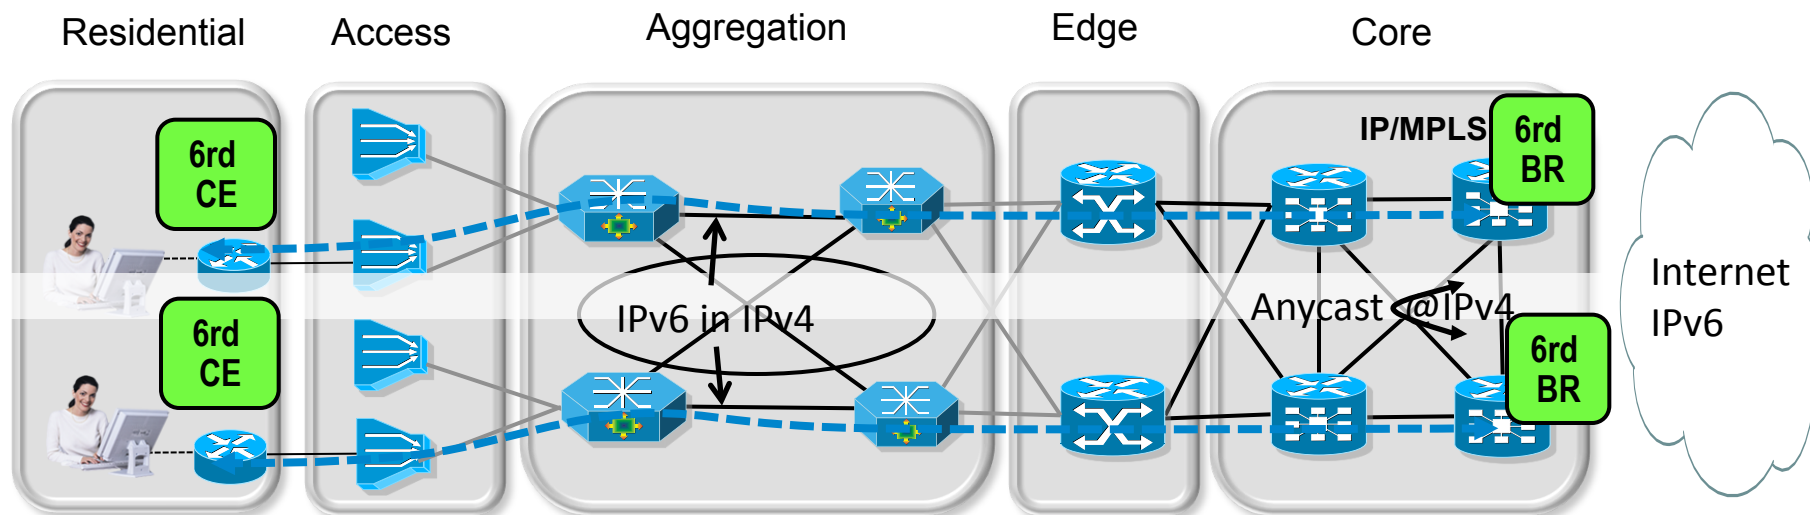 Residential
Access
Aggregation
Edge
Core
6rd
CE
IP/MPLS
6rd
BR
IPv6 in IPv4
Anycast @IPv4
Internet
IPv6
6rd
CE
6rd
BR